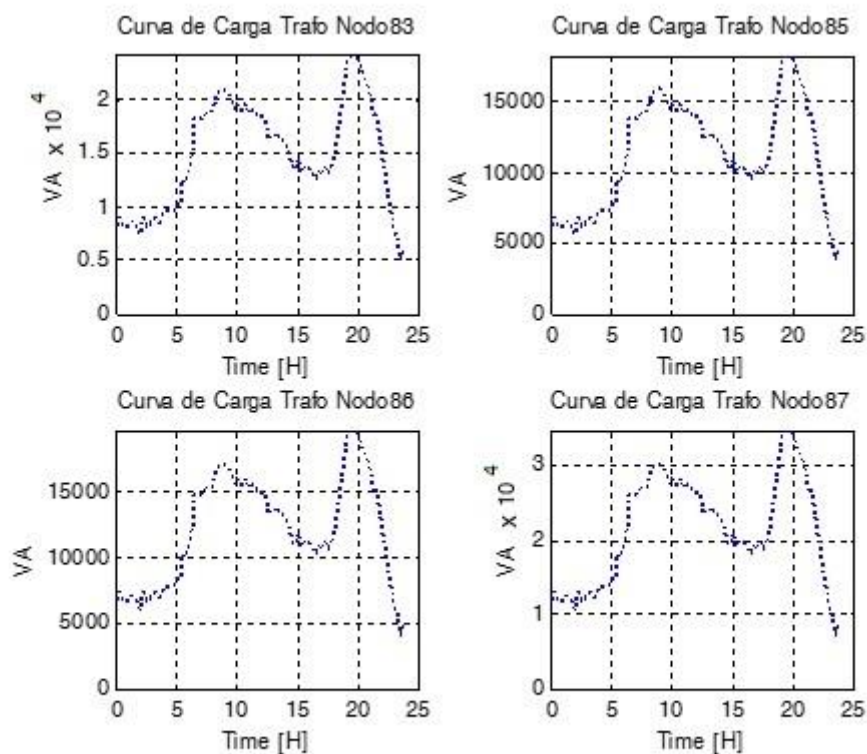 Curva de Carga Trafo Nodo83
VA x 10^4
2
1.5
1
0.5
0
0 5 10 15 20 25
Time [H]
Curva de Carga Trafo Nodo85
VA
15000
10000
5000
0
0 5 10 15 20 25
Time [H]
Curva de Carga Trafo Nodo86
VA
15000
10000
5000
0
0 5 10 15 20 25
Time [H]
Curva de Carga Trafo Nodo87
VA x 10^4
3
2
1
0
0 5 10 15 20 25
Time [H]